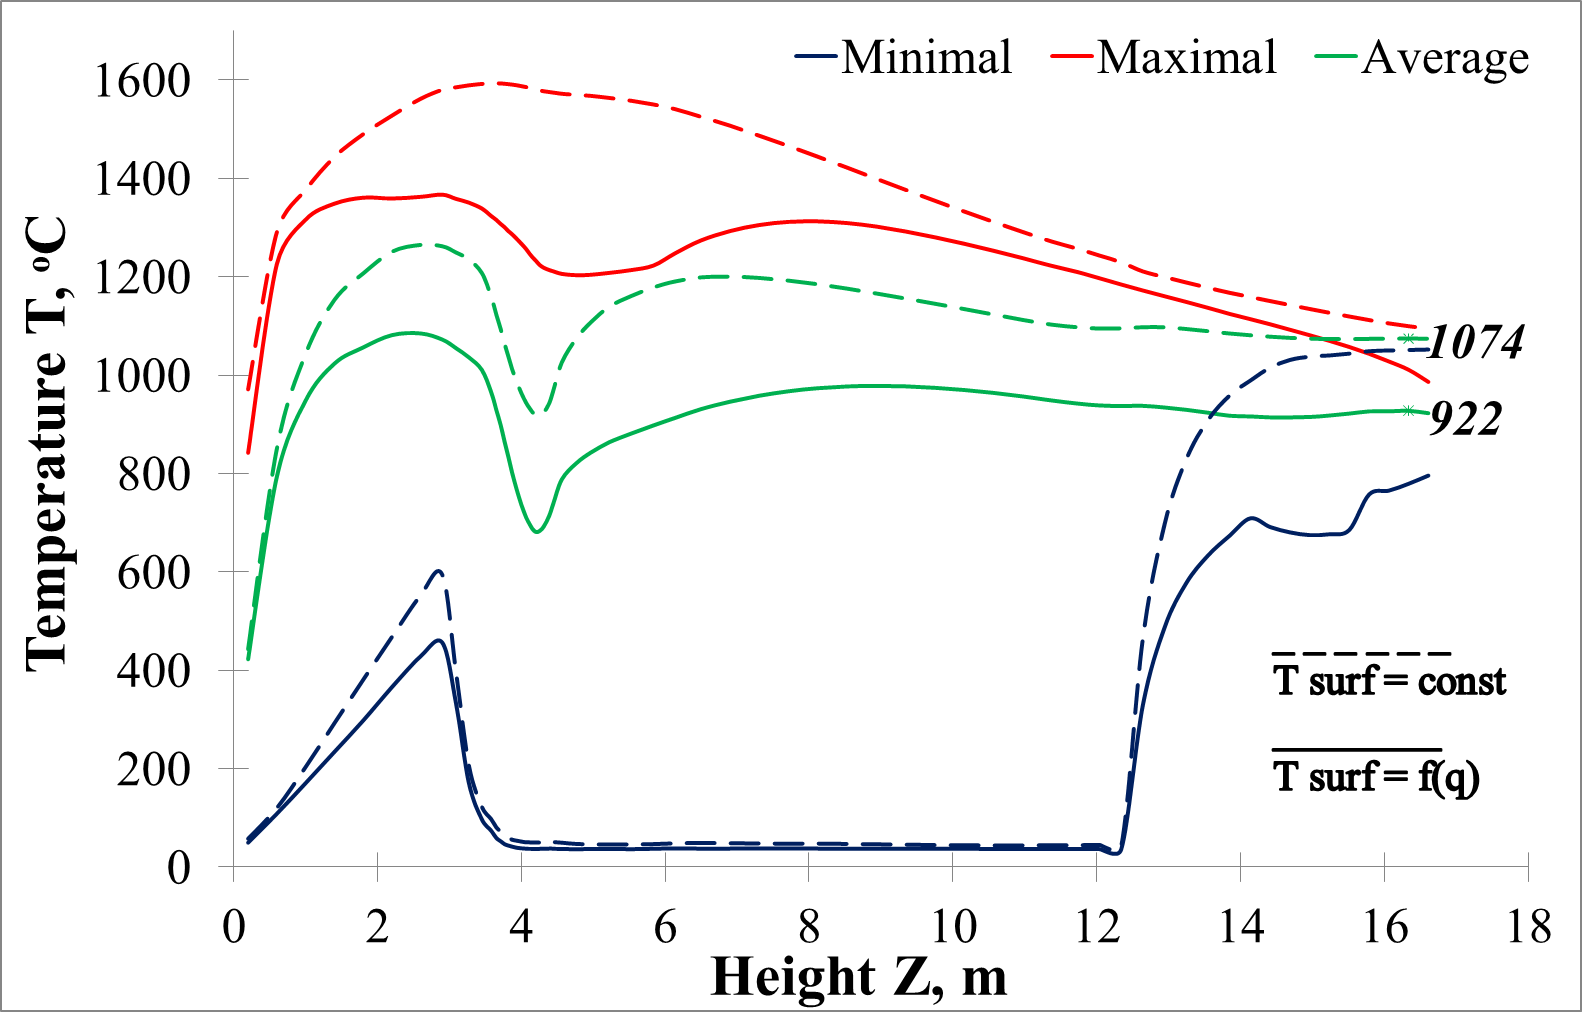 Minimal Maximal Average
Temperature T, °C
1600
1400
1200
1000
800
600
400
200
0
1074
922
T surf = const
T surf = f(q)
0 2 4 6 8 10 12 14 16 18
Height Z, m